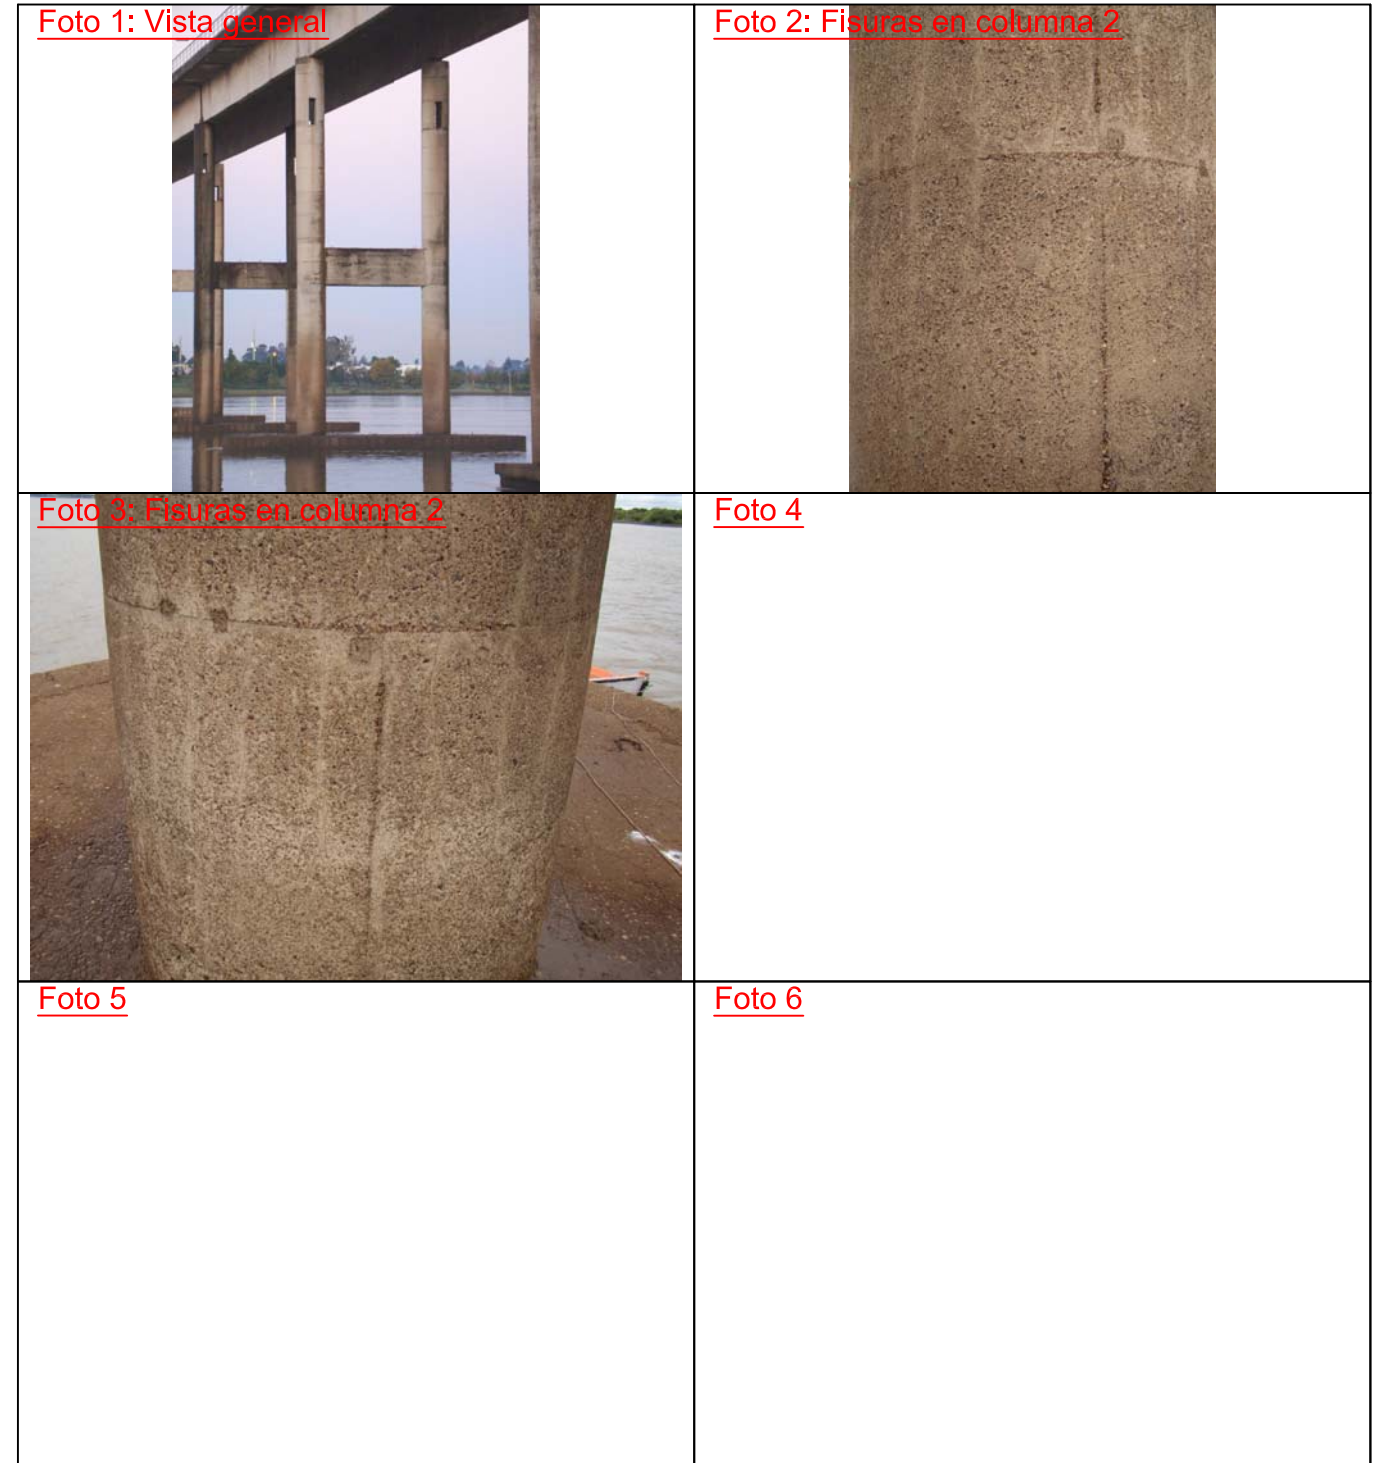 Foto 1: Vista general
Foto 2: Fisuras en columna 2
Foto 3: Fisuras en columna 2
Foto 4
Foto 5
Foto 6